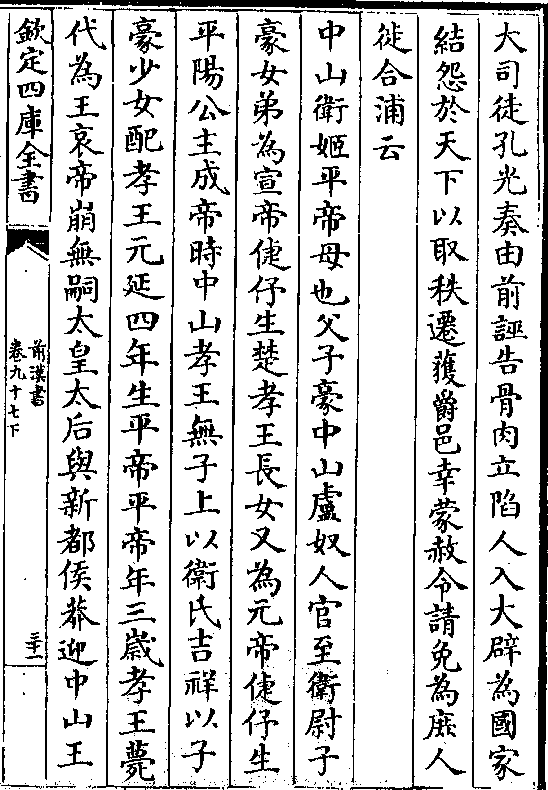 大司徒孔光奏由前誣告骨肉立陷人入大辟為國家
結怨於天下以取秩遷獲爵邑幸蒙赦令請免為庶人
徙合浦云
中山衛姬平帝母也父子豪中山盧奴人官至衛尉子
豪女弟為宣帝倢伃生楚孝王長女又為元帝倢伃生
平陽公主成帝時中山孝王無子上以衛氏吉祥以子
豪少女配孝王元延四年生平帝平帝年三歲孝王薨
代為王哀帝崩無嗣太皇太后與新都侯莽迎中山王
欽定四庫全書
前漢書
卷九十七下
三十一